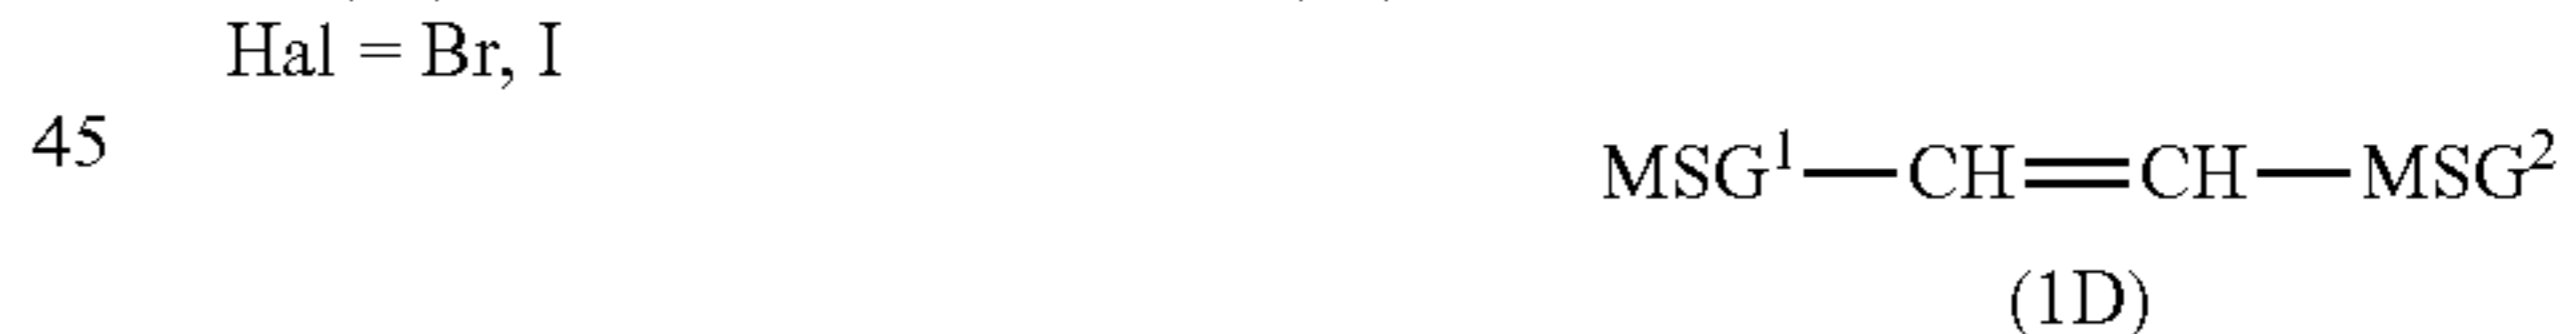 Hal = Br, I
45
MSG¹—CH=CH—MSG²
(1D)